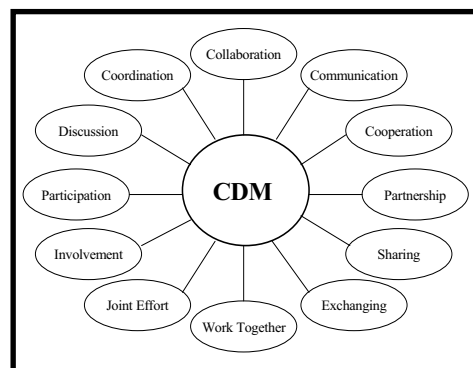 Collaboration
Coordination
Communication
Discussion
Cooperation
CDM
Participation
Partnership
Involvement
Sharing
Joint Effort
Exchanging
Work Together